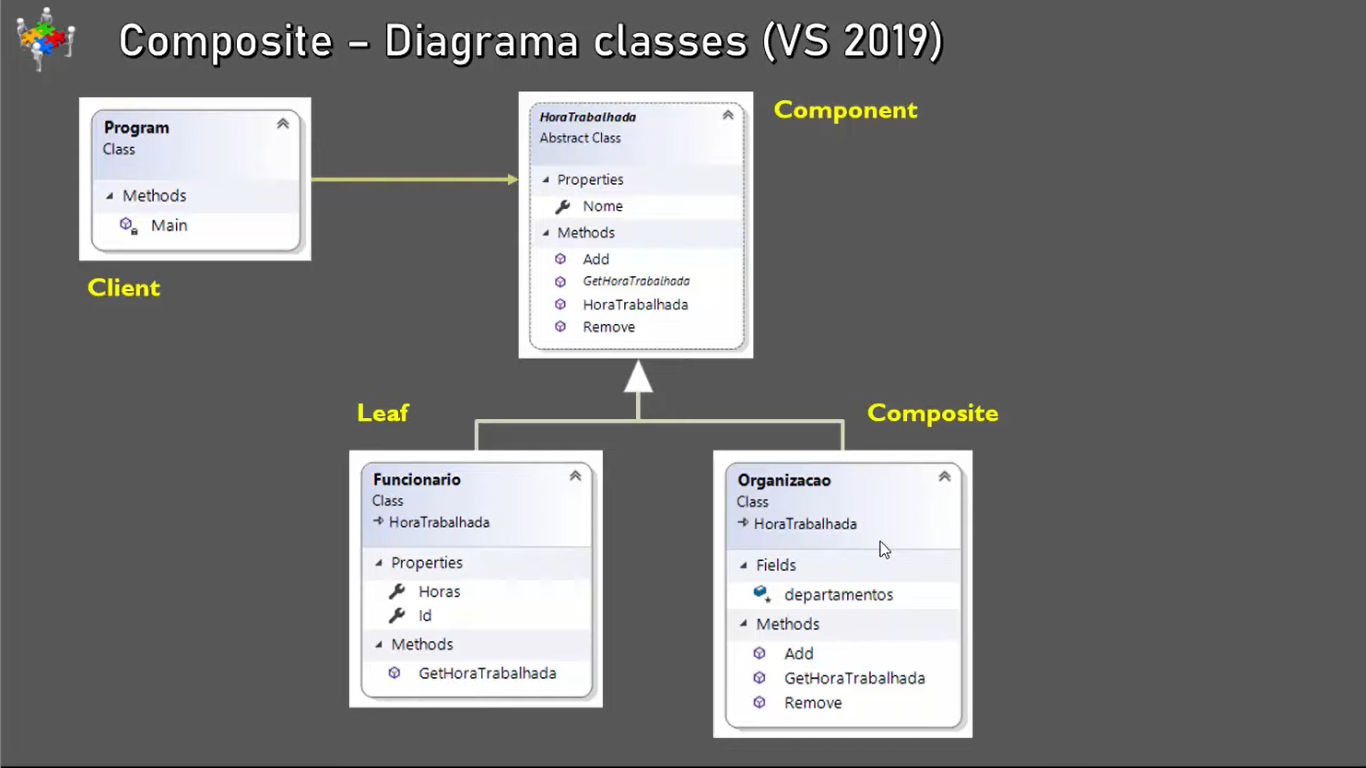 Composite – Diagrama classes (VS 2019)
Program
Class
Methods
Main
Client
HoraTrabalhada
Abstract Class
Properties
Nome
Methods
Add
GetHoraTrabalhada
HoraTrabalhada
Remove
Component
Leaf
Funcionario
Class
HoraTrabalhada
Properties
Horas
Id
Methods
GetHoraTrabalhada
Composite
Organizacao
Class
HoraTrabalhada
Fields
departamentos
Methods
Add
GetHoraTrabalhada
Remove